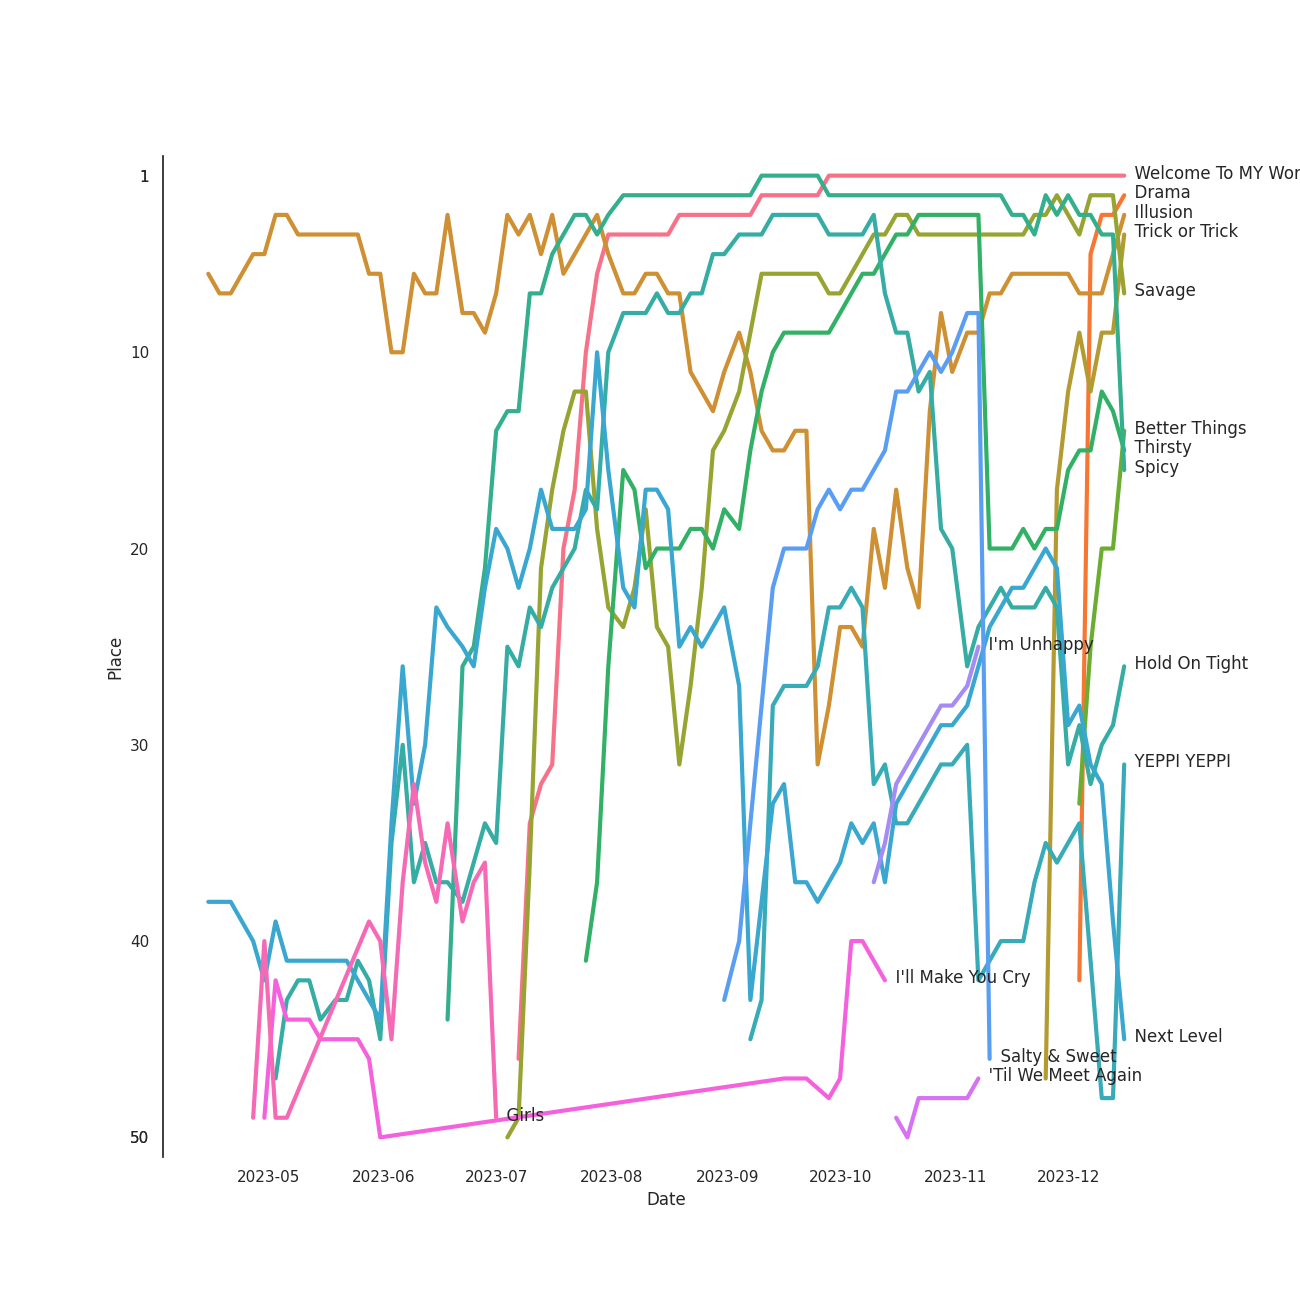 1
10
20
30
40
50
Place
2023-05
2023-06
2023-07
2023-08
2023-09
2023-10
2023-11
2023-12
Date
Welcome To MY Wor
Drama
Illusion
Trick or Trick
Savage
Better Things
Thirsty
Spicy
I'm Unhappy
Hold On Tight
YEPPI YEPPI
I'll Make You Cry
Next Level
Salty & Sweet
'Til We Meet Again
Girls